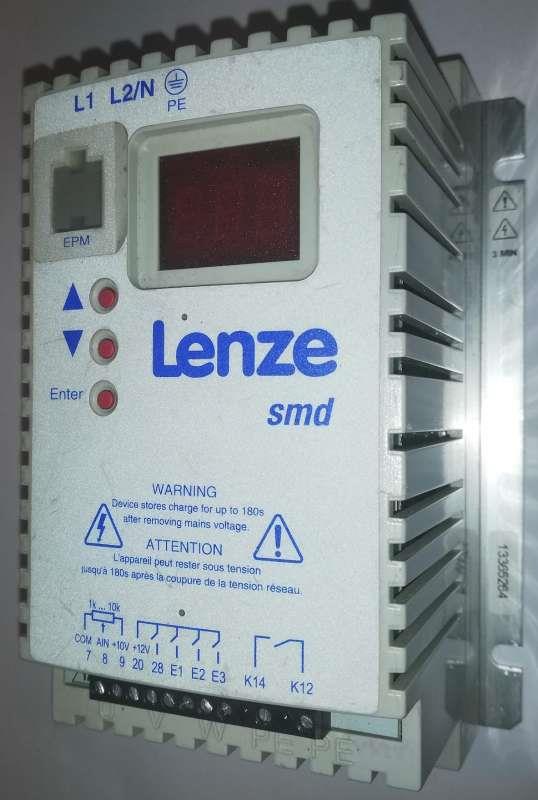 L1 L2/N
PE
EPM
3 MIN
Enter
Lenze
smd
WARNING
Device stores charge for up to 180s
after removing mains voltage.
ATTENTION
L'appareil peut rester sous tension
jusqu'à 180s après la coupure de la tension réseau.
13365264
1k ... 10k
COM AIN +10V +12V
7 8 9 20 28 E1 E2 E3 K14 K12
U V W PE PE